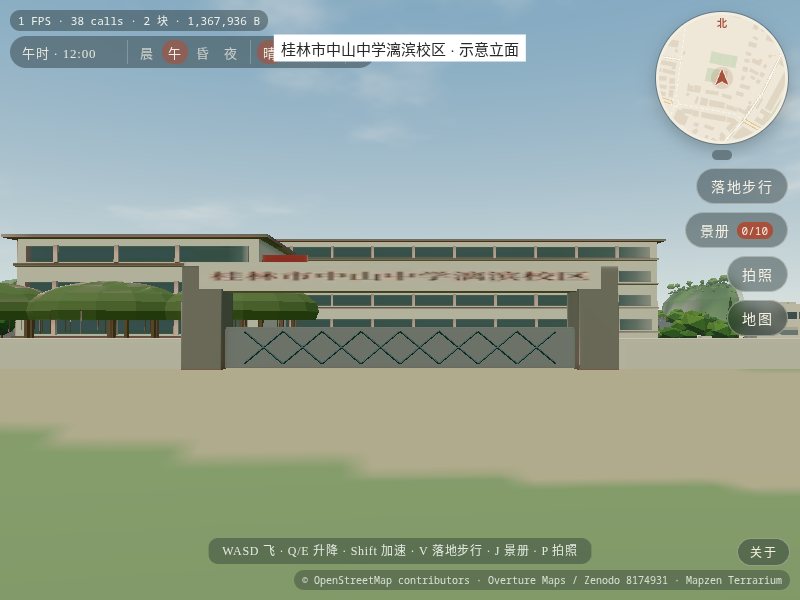 1 FPS · 38 calls · 2 块 · 1,367,936 B
午时 · 12:00 晨 午 昏 夜 晴
桂林市中山中学漓滨校区 · 示意立面
北
落地步行
景册 0/10
拍照
地图
桂林市中山中学漓滨校区
WASD 飞 · Q/E 升降 · Shift 加速 · V 落地步行 · J 景册 · P 拍照
关于
© OpenStreetMap contributors · Overture Maps / Zenodo 8174931 · Mapzen Terrarium